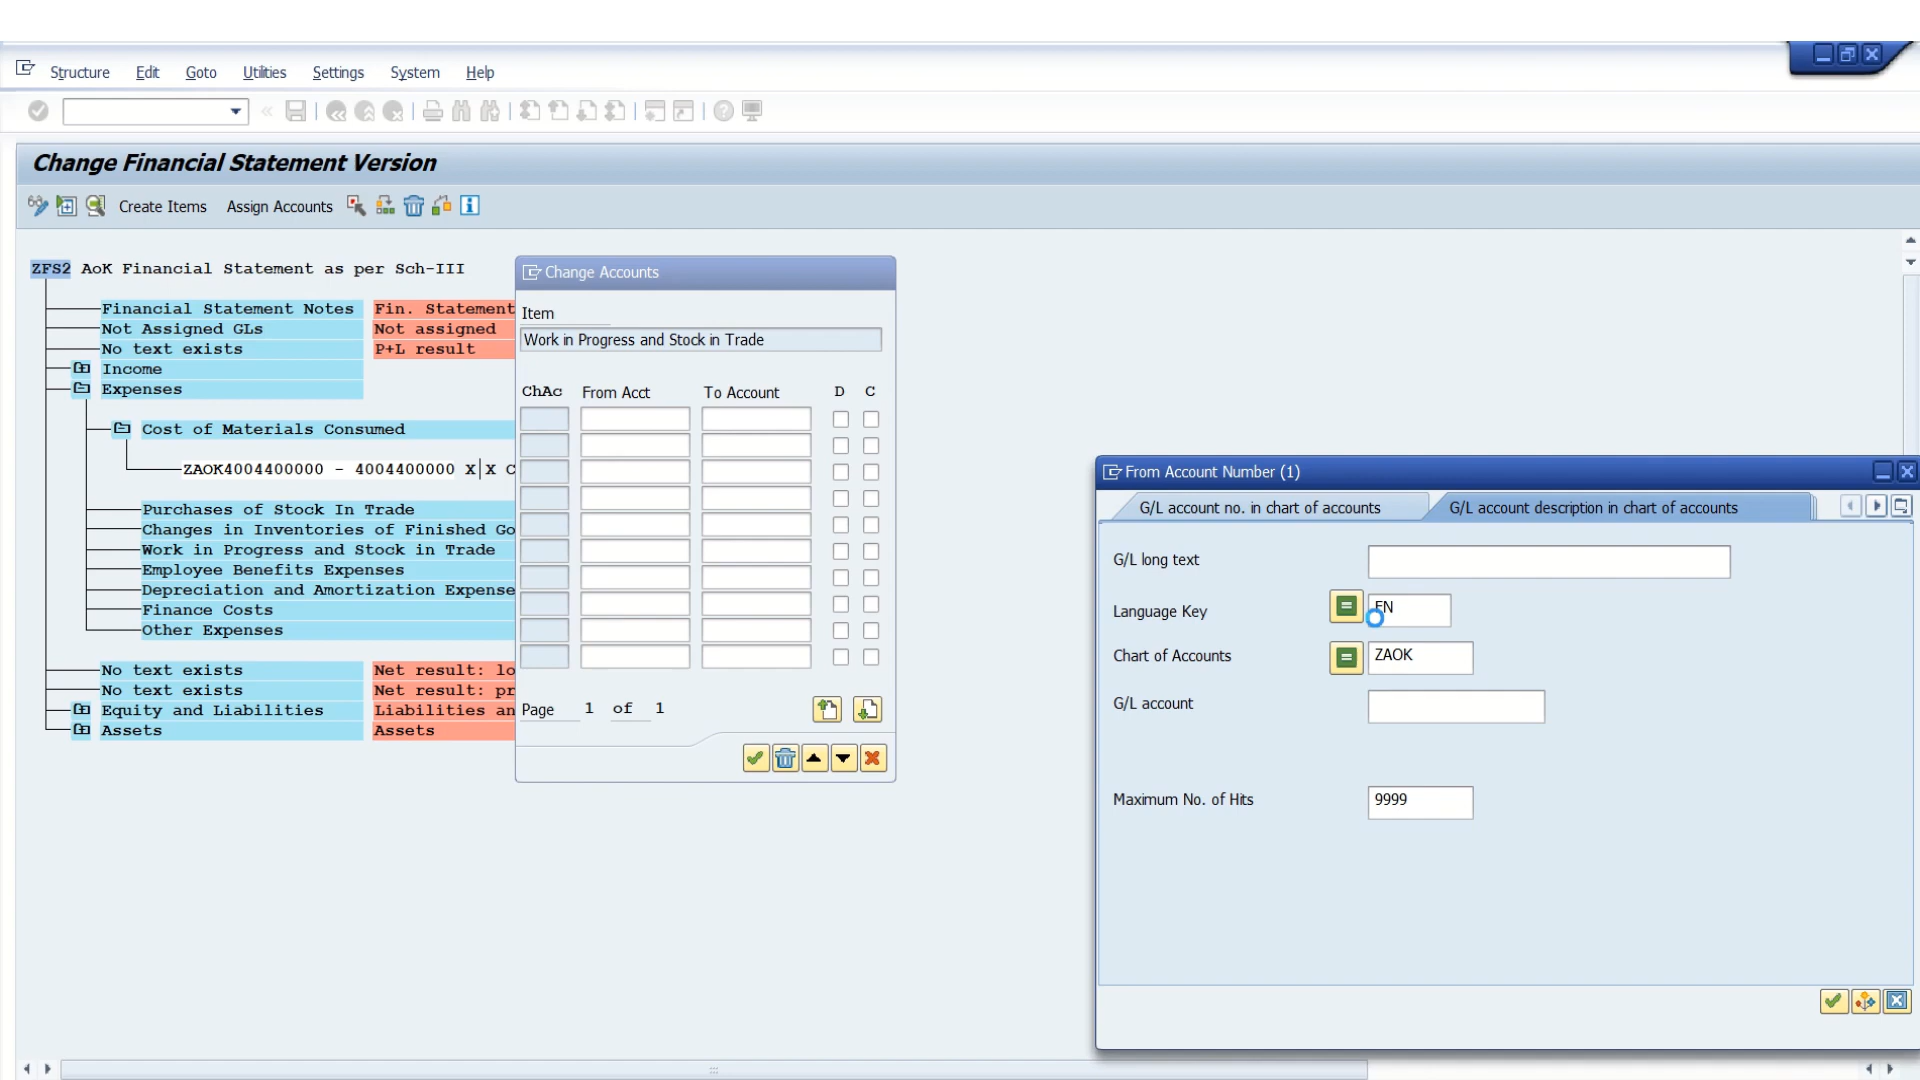 Structure Edit Goto Utilities Settings System Help
Change Financial Statement Version
Create Items Assign Accounts
ZFS2 AoK Financial Statement as per Sch-III
Financial Statement Notes Fin. Statement
Not Assigned GLs Not assigned
No text exists P+L result
Income
Expenses
Cost of Materials Consumed
ZAOK4004400000 - 4004400000 X X C
Purchases of Stock In Trade
Changes in Inventories of Finished Go
Work in Progress and Stock in Trade
Employee Benefits Expenses
Depreciation and Amortization Expense
Finance Costs
Other Expenses
No text exists Net result: lo
No text exists Net result: pr
Equity and Liabilities Liabilities an
Assets Assets
Change Accounts
Item
Work in Progress and Stock in Trade
ChAc From Acct To Account D C
Page 1 of 1
From Account Number (1)
G/L account no. in chart of accounts G/L account description in chart of accounts
G/L long text
Language Key EN
Chart of Accounts ZAOK
G/L account
Maximum No. of Hits 9999